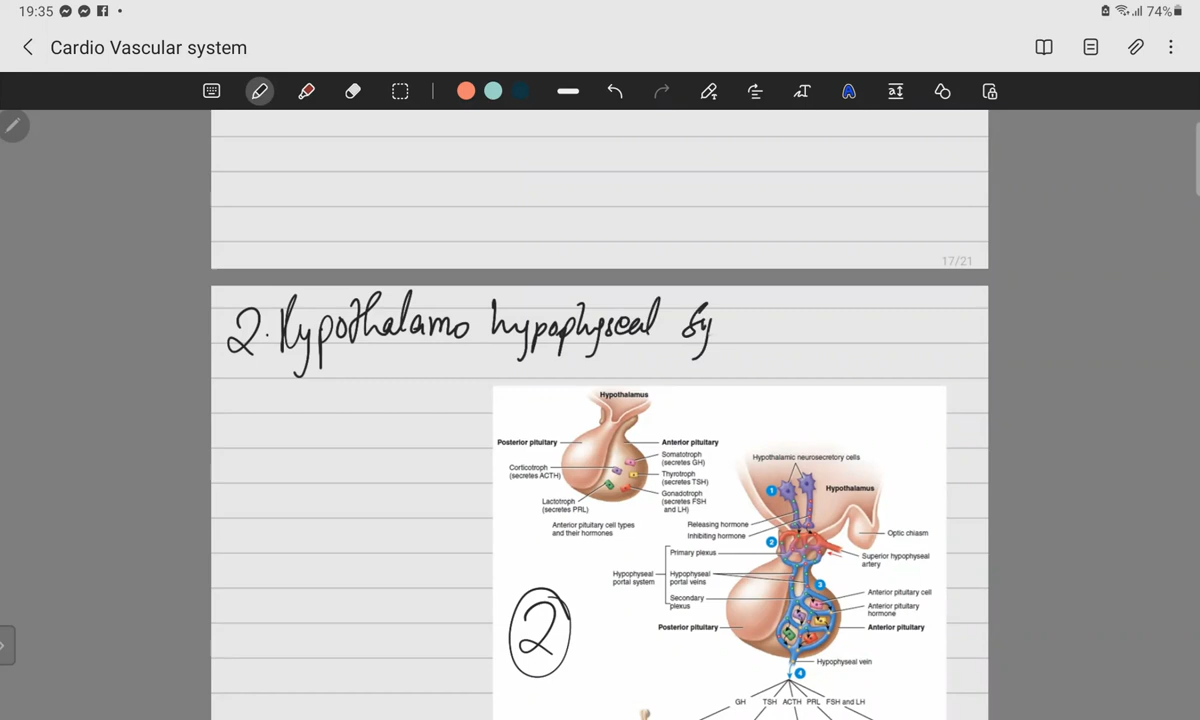 19:35
74%
Cardio Vascular system
17/21
2. Hypothalamo hypophyseal Sy
Hypothalamus
Posterior pituitary
Anterior pituitary
Somatotroph
(secretes GH)
Corticotroph
(secretes ACTH)
Thyrotroph
(secretes TSH)
Gonadotroph
(secretes FSH
and LH)
Lactotroph
(secretes PRL)
Anterior pituitary cell types
and their hormones
Hypothalamic neurosecretory cells
1
Hypothalamus
Releasing hormone
Inhibiting hormone
Optic chiasm
2
Primary plexus
Superior hypophyseal
artery
Hypophyseal
portal system
Hypophyseal
portal veins
3
Secondary
plexus
Anterior pituitary cell
Anterior pituitary
hormone
Posterior pituitary
Anterior pituitary
2
Hypophyseal vein
4
GH TSH ACTH PRL FSH and LH